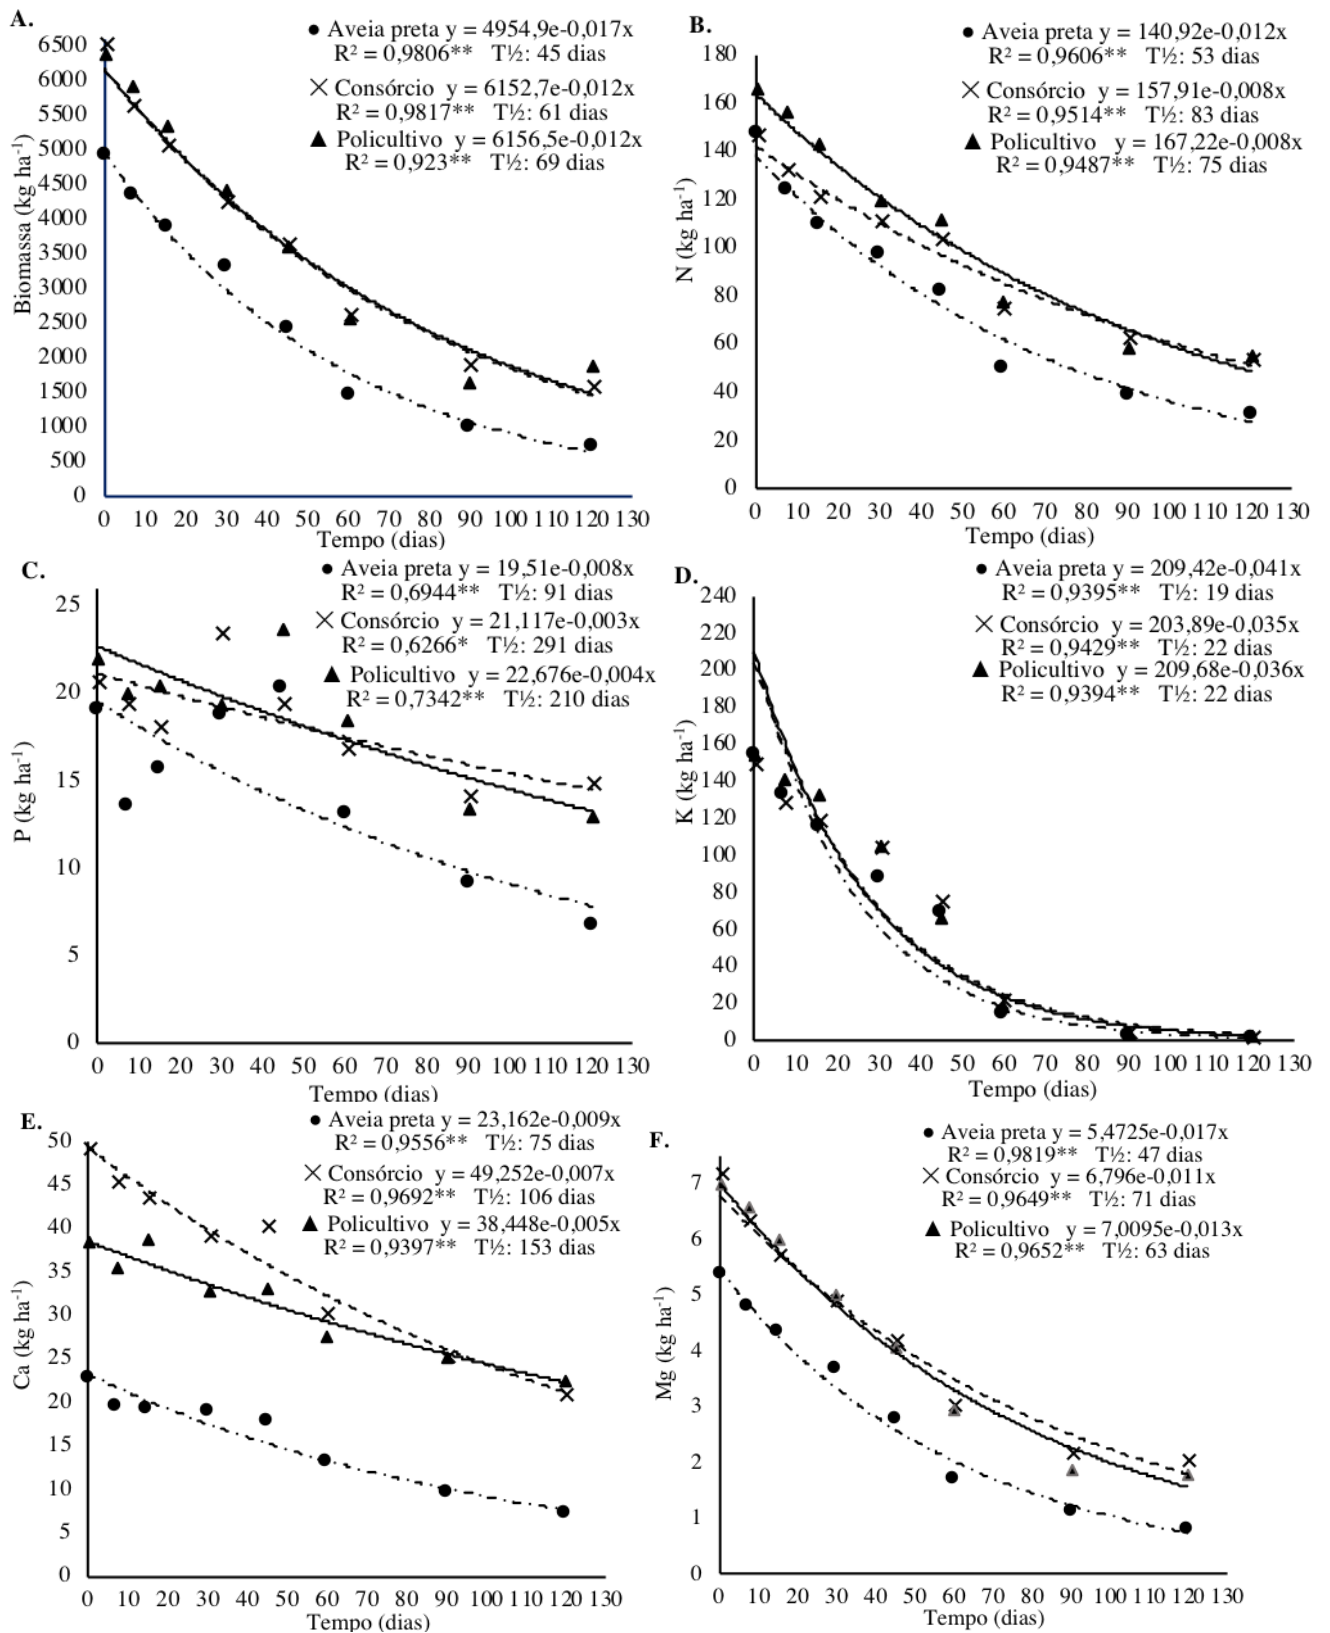 A.
Aveia preta y = 4954,9e-0,017x
R² = 0,9806** T½: 45 dias
Consórcio y = 6152,7e-0,012x
R² = 0,9817** T½: 61 dias
Policultivo y = 6156,5e-0,012x
R² = 0,923** T½: 69 dias
6500
6000
5500
5000
4500
4000
3500
3000
2500
2000
1500
1000
500
0
Biomassa (kg ha⁻¹)
0 10 20 30 40 50 60 70 80 90 100 110 120 130
Tempo (dias)
B.
Aveia preta y = 140,92e-0,012x
R² = 0,9606** T½: 53 dias
Consórcio y = 157,91e-0,008x
R² = 0,9514** T½: 83 dias
Policultivo y = 167,22e-0,008x
R² = 0,9487** T½: 75 dias
180
160
140
120
100
80
60
40
20
0
N (kg ha⁻¹)
0 10 20 30 40 50 60 70 80 90 100 110 120 130
Tempo (dias)
C.
Aveia preta y = 19,51e-0,008x
R² = 0,6944** T½: 91 dias
Consórcio y = 21,117e-0,003x
R² = 0,6266* T½: 291 dias
Policultivo y = 22,676e-0,004x
R² = 0,7342** T½: 210 dias
25
20
15
10
5
0
P (kg ha⁻¹)
0 10 20 30 40 50 60 70 80 90 100 110 120 130
Tempo (dias)
D.
Aveia preta y = 209,42e-0,041x
R² = 0,9395** T½: 19 dias
Consórcio y = 203,89e-0,035x
R² = 0,9429** T½: 22 dias
Policultivo y = 209,68e-0,036x
R² = 0,9394** T½: 22 dias
240
220
200
180
160
140
120
100
80
60
40
20
0
K (kg ha⁻¹)
0 10 20 30 40 50 60 70 80 90 100 110 120 130
Tempo (dias)
E.
Aveia preta y = 23,162e-0,009x
R² = 0,9556** T½: 75 dias
Consórcio y = 49,252e-0,007x
R² = 0,9692** T½: 106 dias
Policultivo y = 38,448e-0,005x
R² = 0,9397** T½: 153 dias
50
45
40
35
30
25
20
15
10
5
0
Ca (kg ha⁻¹)
0 10 20 30 40 50 60 70 80 90 100 110 120 130
Tempo (dias)
F.
Aveia preta y = 5,4725e-0,017x
R² = 0,9819** T½: 47 dias
Consórcio y = 6,796e-0,011x
R² = 0,9649** T½: 71 dias
Policultivo y = 7,0095e-0,013x
R² = 0,9652** T½: 63 dias
7
6
5
4
3
2
1
0
Mg (kg ha⁻¹)
0 10 20 30 40 50 60 70 80 90 100 110 120 130
Tempo (dias)